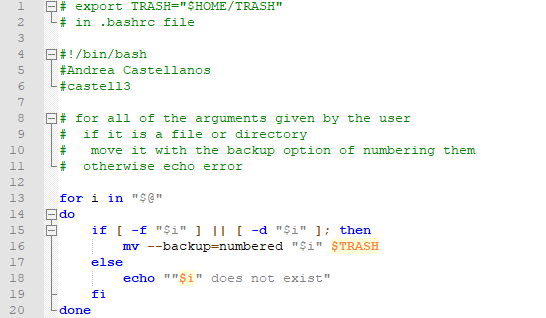 1 # export TRASH="$HOME/TRASH"
2 # in .bashrc file
3
4 #!/bin/bash
5 #Andrea Castellanos
6 #castell3
7
8 # for all of the arguments given by the user
9 #  if it is a file or directory
10 #   move it with the backup option of numbering them
11 #  otherwise echo error
12
13 for i in "$@"
14 do
15     if [ -f "$i" ] || [ -d "$i" ]; then
16         mv --backup=numbered "$i" $TRASH
17     else
18         echo ""$i" does not exist"
19     fi
20 done